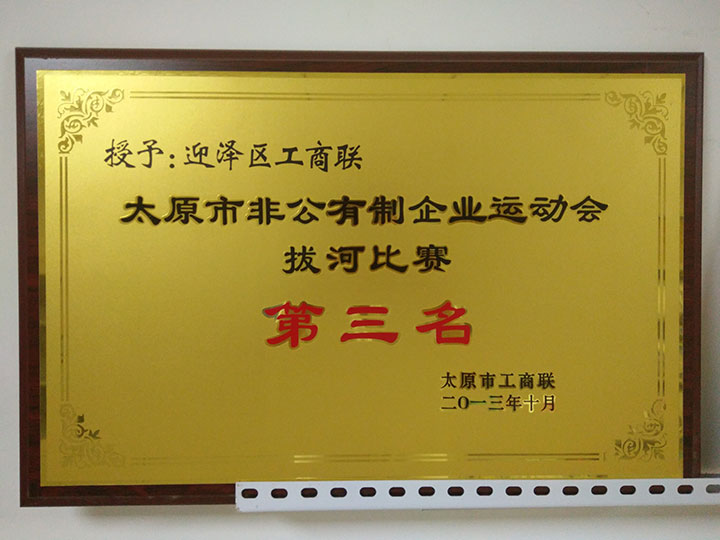 授予:迎泽区工商联
太原市非公有制企业运动会
拔河比赛
第三名
太原市工商联
二〇一三年十月